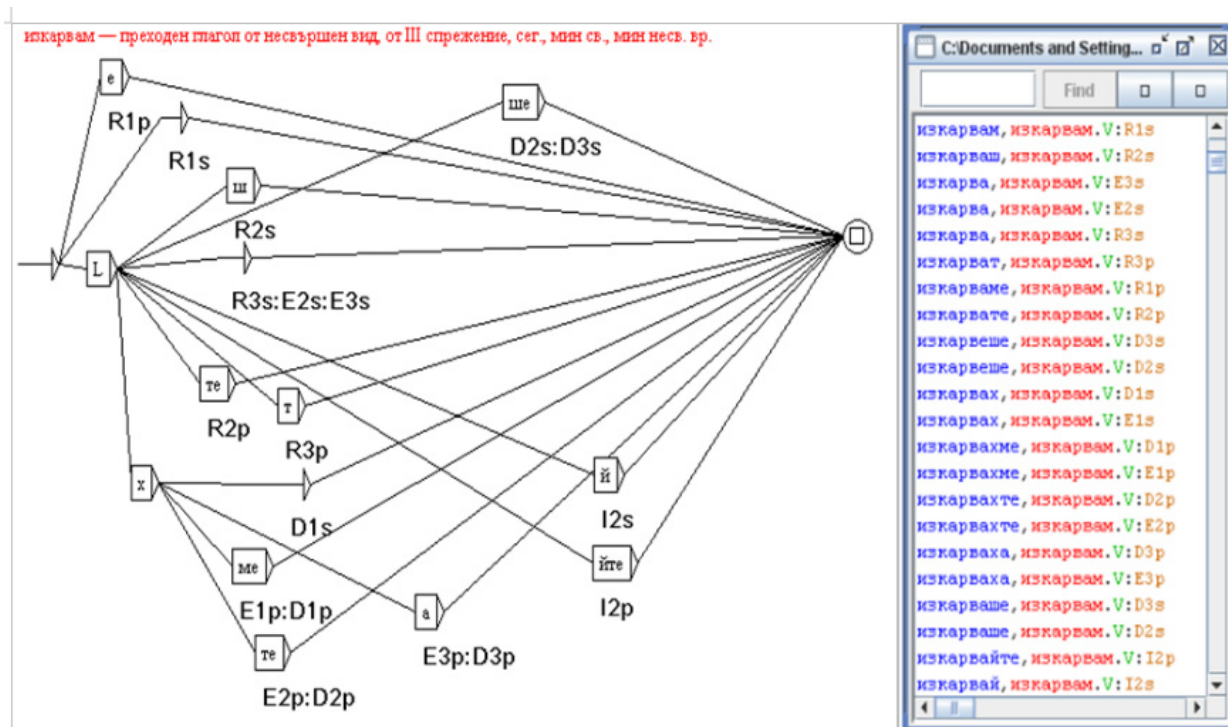 изкарвам — преходен глагол от несвършен вид, от III спрежение, сег., мин св., мин несв. вр.
е
R1p
R1s
ше
D2s:D3s
ш
R2s
L
R3s:E2s:E3s
те
R2p
т
R3p
х
D1s
й
I2s
ме
E1p:D1p
йте
I2p
а
E3p:D3p
те
E2p:D2p
C:\Documents and Setting...
Find
изкарвам,изкарвам.V:R1s
изкарваш,изкарвам.V:R2s
изкарва,изкарвам.V:E3s
изкарва,изкарвам.V:E2s
изкарва,изкарвам.V:R3s
изкарват,изкарвам.V:R3p
изкарваме,изкарвам.V:R1p
изкарвате,изкарвам.V:R2p
изкарвеше,изкарвам.V:D3s
изкарвеше,изкарвам.V:D2s
изкарвах,изкарвам.V:D1s
изкарвах,изкарвам.V:E1s
изкарвахме,изкарвам.V:D1p
изкарвахме,изкарвам.V:E1p
изкарвахте,изкарвам.V:D2p
изкарвахте,изкарвам.V:E2p
изкарваха,изкарвам.V:D3p
изкарваха,изкарвам.V:E3p
изкарваше,изкарвам.V:D3s
изкарваше,изкарвам.V:D2s
изкарвайте,изкарвам.V:I2p
изкарвай,изкарвам.V:I2s